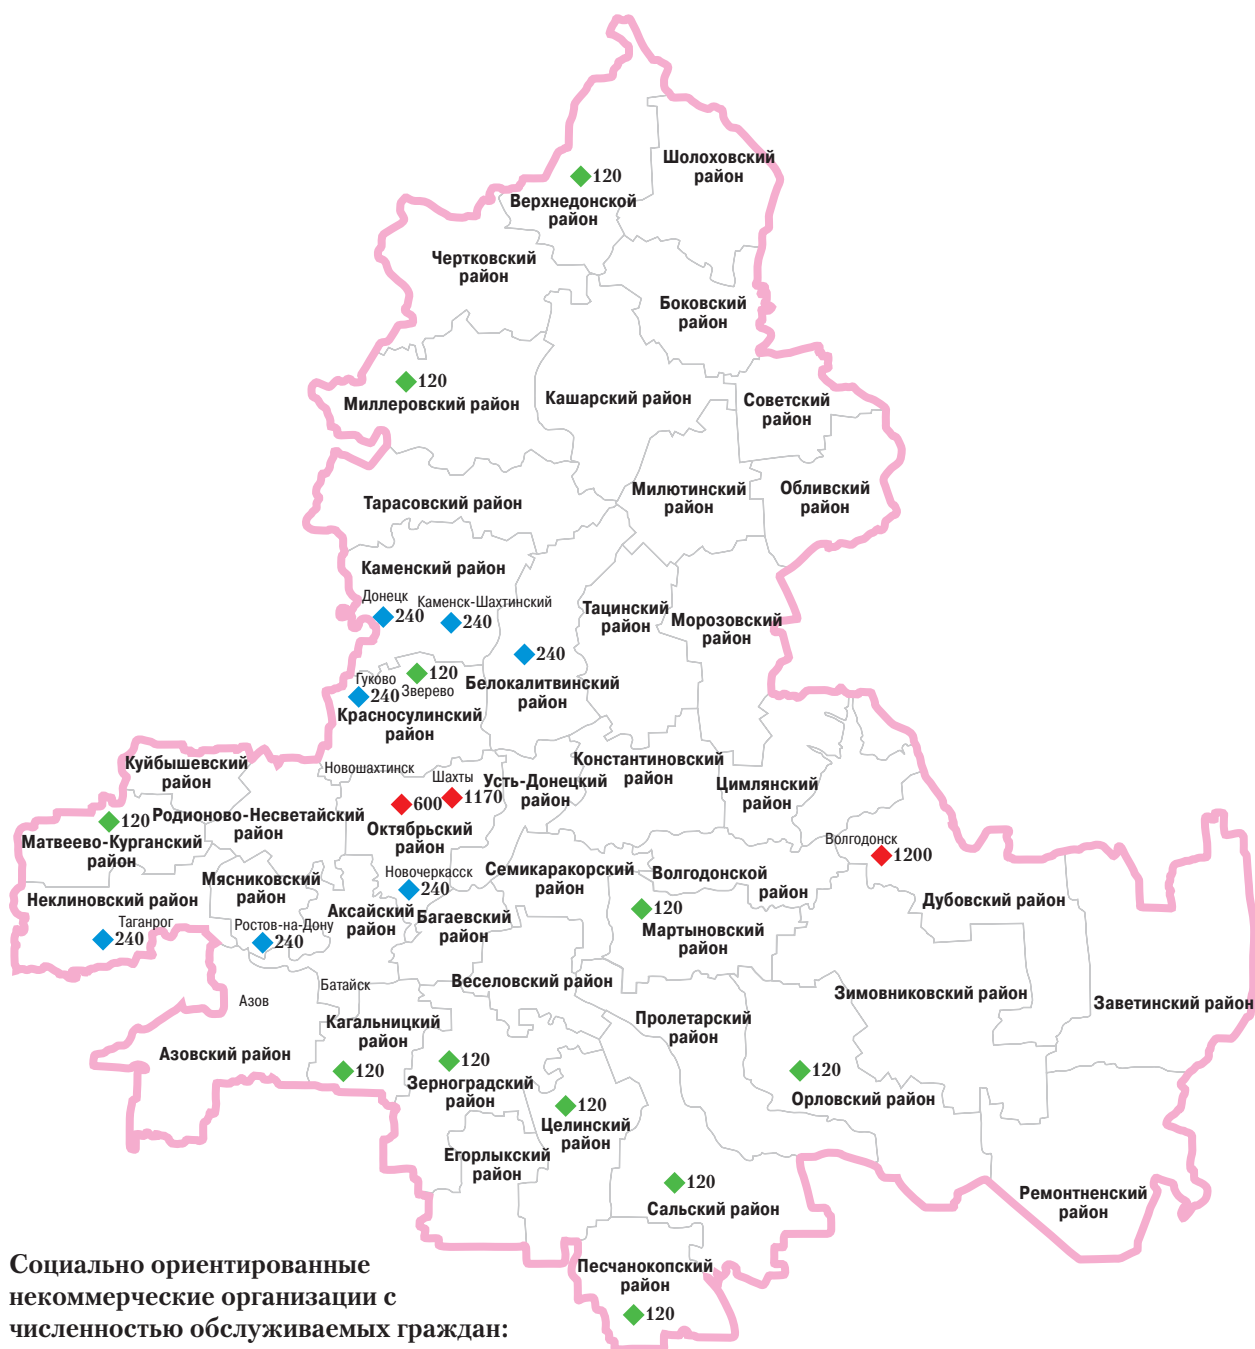 Шолоховский
район
120
Верхнедонской
район
Чертковский
район
Боковский
район
120
Миллеровский район
Кашарский район
Советский
район
Милютинский
район
Обливский
район
Тарасовский район
Каменский район
Донецк
240
Каменск-Шахтинский
240
Тацинский
район
Морозовский
район
240
Белокалитвинский
район
120
Зверево
Гуково
240
Красносулинский
район
Куйбышевский
район
Новошахтинск
Шахты
1170
600
Октябрьский
район
Усть-Донецкий
район
Константиновский
район
Цимлянский
район
120
Матвеево-Курганский
район
Родионово-Несветайский
район
Волгодонск
1200
Мясниковский
район
Новочеркасск
240
Семикаракорский
район
Волгодонской
район
Неклиновский район
Таганрог
240
Ростов-на-Дону
240
Аксайский
район
Багаевский
район
120
Мартыновский
район
Дубовский район
Батайск
Азов
Веселовский район
Зимовниковский район
Заветинский район
Азовский район
Кагальницкий
район
120
Пролетарский
район
120
Зерноградский
район
120
Орловский район
120
Целинский
район
Егорлыкский
район
120
Сальский район
Ремонтненский
район
Песчанокопский
район
120
Социально ориентированные
некоммерческие организации с
численностью обслуживаемых граждан: